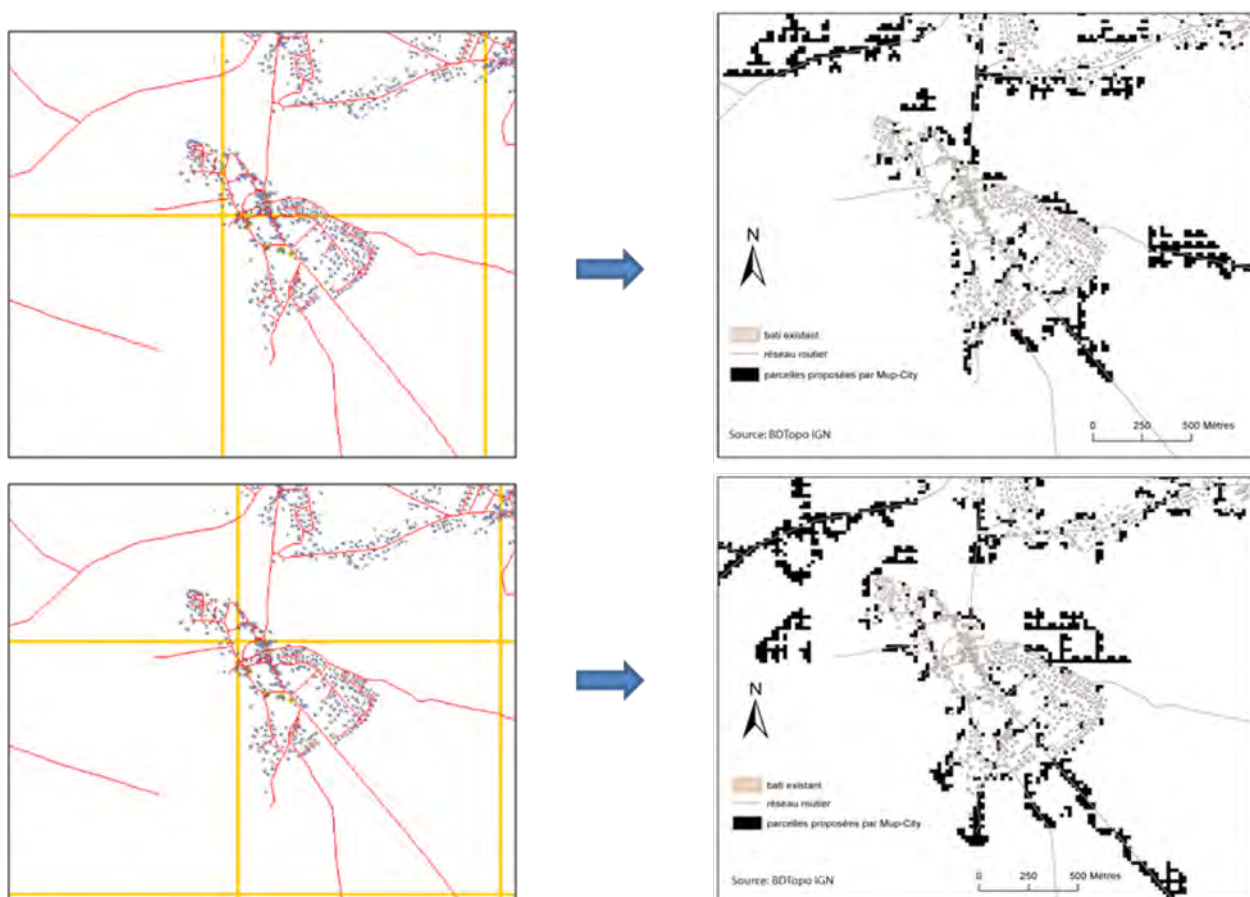 N
bati existant
réseau routier
parcelles proposées par Mup-City
Source: BDTopo IGN
0 250 500 Mètres
N
bati existant
réseau routier
parcelles proposées par Mup-City
Source: BDTopo IGN
0 250 500 Mètres